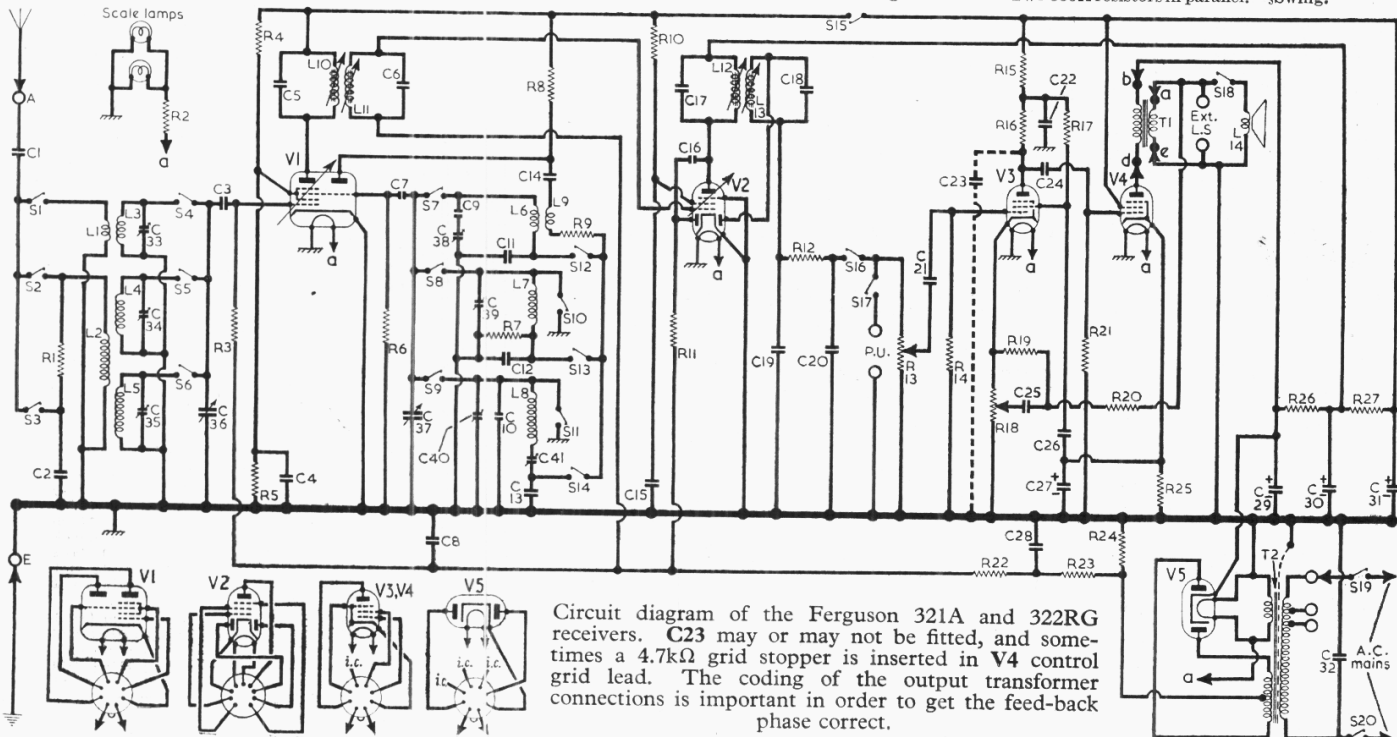 Two 680Ω resistors in parallel. §Swing.
Scale lamps
R4
L10
C5
C6
L11
R8
R10
S15
L12
C17
C18
L13
R15
C22
R16
R17
b
a
S18
T1
Ext.
L.S
L14
d
e
A
R2
a
C1
V1
C16
V2
C14
C23
V3
C24
V4
S1
L3
S4
C3
C7
S7
C9
L6
L9
R9
L1
C33
C38
C11
S12
a
a
a
a
R12
S16
C21
S2
L4
S5
S8
L7
S10
C34
C39
S17
L2
R7
R1
R3
R6
R11
C19
C20
P.U.
R13
R14
R19
R21
C12
S13
S3
L5
S6
S9
L8
C35
C36
C37
C10
S11
C25
R20
R26
R27
R18
C40
C41
C26
C2
R5
C4
S14
C13
C15
C27
R25
C29
C30
C31
C8
C28
R24
E
V1
V2
V3,V4
V5
R22
R23
V5
T2
S19
i.c.
i.c.
i.c.
i.c.
C32
A.C.
mains
a
S20
Circuit diagram of the Ferguson 321A and 322RG
receivers. C23 may or may not be fitted, and some-
times a 4.7kΩ grid stopper is inserted in V4 control
grid lead. The coding of the output transformer
connections is important in order to get the feed-back
phase correct.